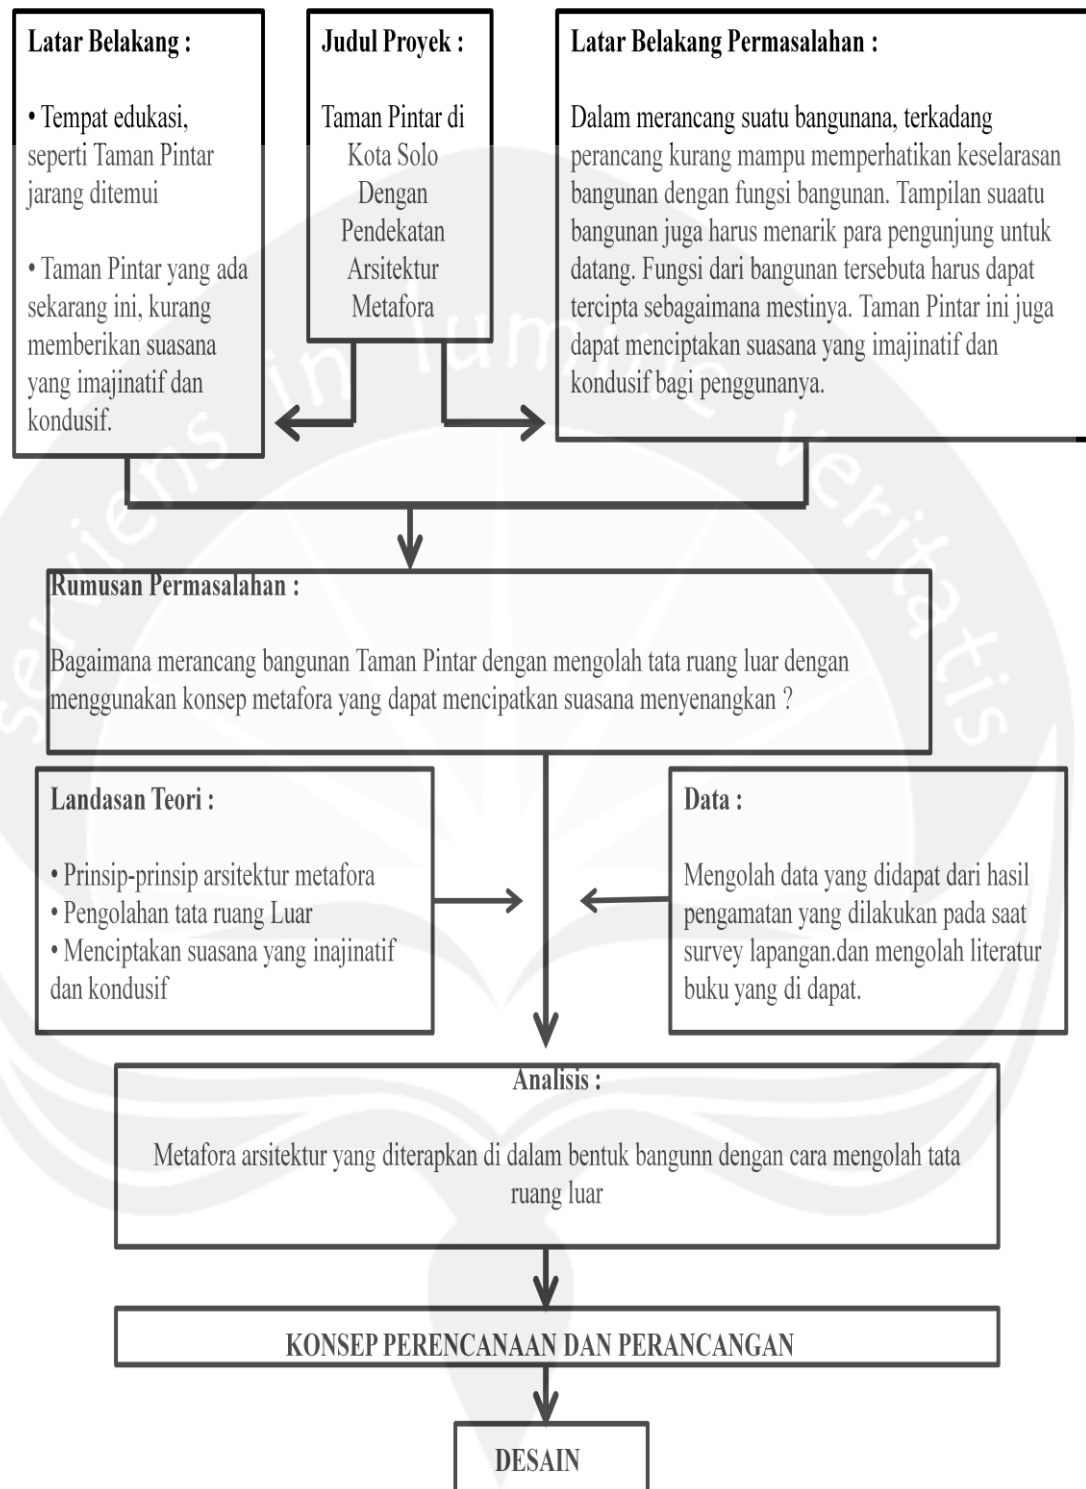 Latar Belakang :
• Tempat edukasi,
seperti Taman Pintar
jarang ditemui
• Taman Pintar yang ada
sekarang ini, kurang
memberikan suasana
yang imajinatif dan
kondusif.
Judul Proyek :
Taman Pintar di
Kota Solo
Dengan
Pendekatan
Arsitektur
Metafora
Latar Belakang Permasalahan :
Dalam merancang suatu bangunana, terkadang
perancang kurang mampu memperhatikan keselarasan
bangunan dengan fungsi bangunan. Tampilan suaatu
bangunan juga harus menarik para pengunjung untuk
datang. Fungsi dari bangunan tersebuta harus dapat
tercipta sebagaimana mestinya. Taman Pintar ini juga
dapat menciptakan suasana yang imajinatif dan
kondusif bagi penggunanya.
serviens in lumine veritatis
Rumusan Permasalahan :
Bagaimana merancang bangunan Taman Pintar dengan mengolah tata ruang luar dengan
menggunakan konsep metafora yang dapat mencipatkan suasana menyenangkan ?
Landasan Teori :
• Prinsip-prinsip arsitektur metafora
• Pengolahan tata ruang Luar
• Menciptakan suasana yang inajinatif
dan kondusif
Data :
Mengolah data yang didapat dari hasil
pengamatan yang dilakukan pada saat
survey lapangan.dan mengolah literatur
buku yang di dapat.
Analisis :
Metafora arsitektur yang diterapkan di dalam bentuk bangunn dengan cara mengolah tata
ruang luar
KONSEP PERENCANAAN DAN PERANCANGAN
DESAIN